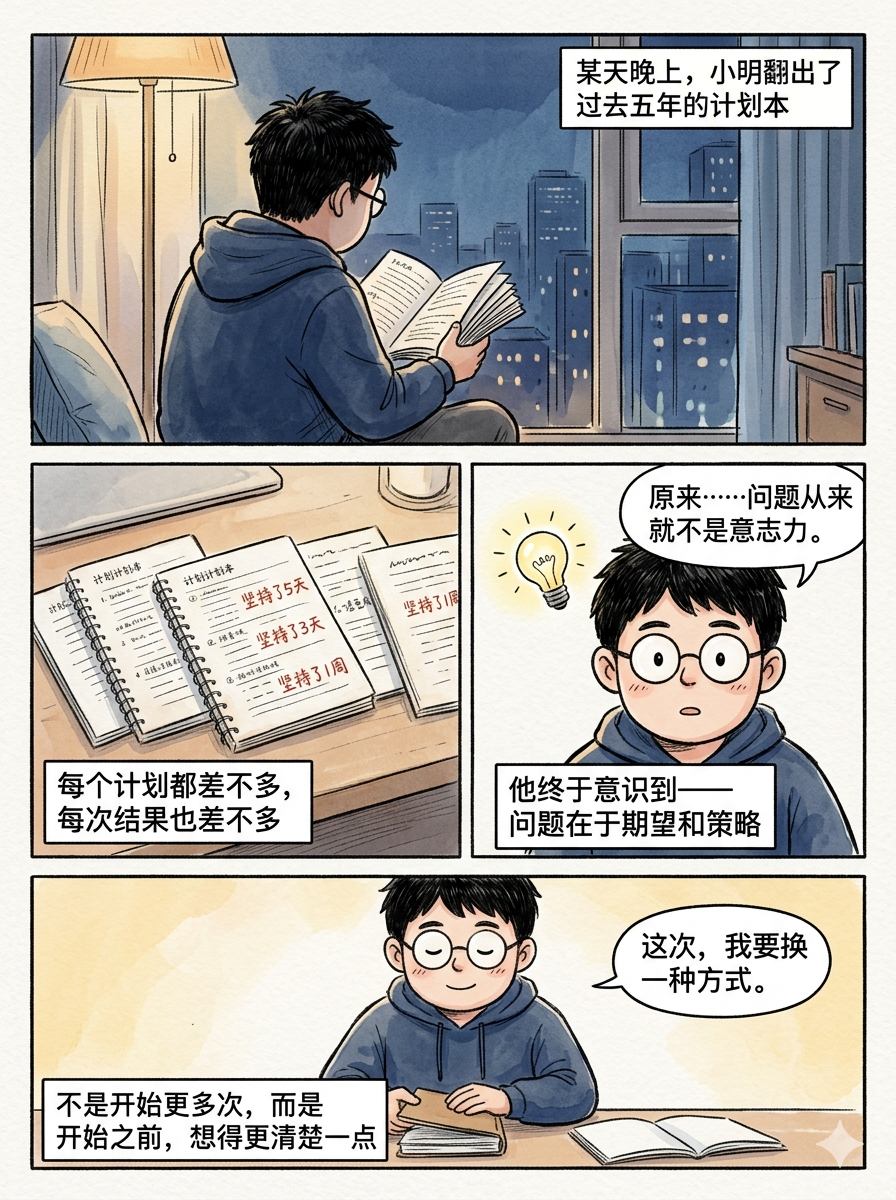 某天晚上，小明翻出了
过去五年的计划本
计划计划本
计划计划本
坚持了5天
坚持了3天
坚持了1周
坚持了1周
每个计划都差不多，
每次结果也差不多
原来……问题从来
就不是意志力。
他终于意识到——
问题在于期望和策略
这次，我要换
一种方式。
不是开始更多次，而是
开始之前，想得更清楚一点